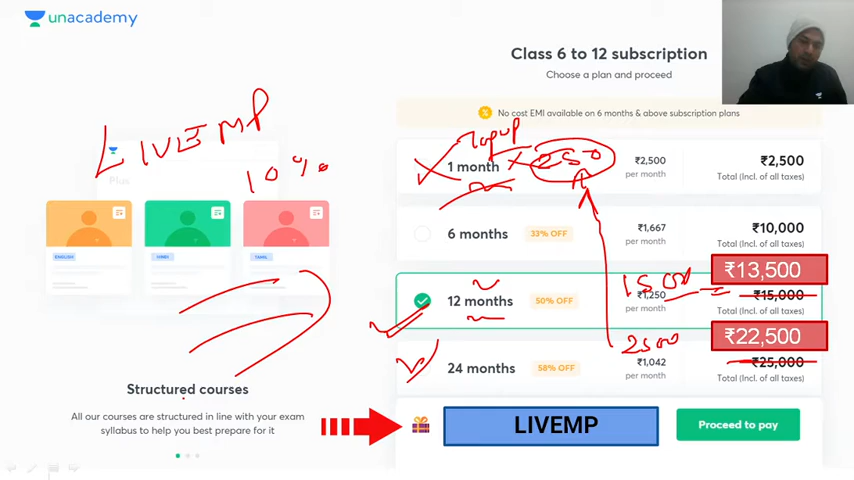 unacademy
Class 6 to 12 subscription
Choose a plan and proceed
No cost EMI available on 6 months & above subscription plans
LIVEMP
10%
Plus
ENGLISH
HINDI
TAMIL
1 month
250
₹2,500
per month
₹2,500
Total (Incl. of all taxes)
6 months
33% OFF
₹1,667
per month
₹10,000
Total (Incl. of all taxes)
₹13,500
12 months
50% OFF
1500
₹1,250
per month
₹15,000
Total (Incl. of all taxes)
₹22,500
24 months
58% OFF
2500
₹1,042
per month
₹25,000
Total (Incl. of all taxes)
Structured courses
All our courses are structured in line with your exam
syllabus to help you best prepare for it
LIVEMP
Proceed to pay